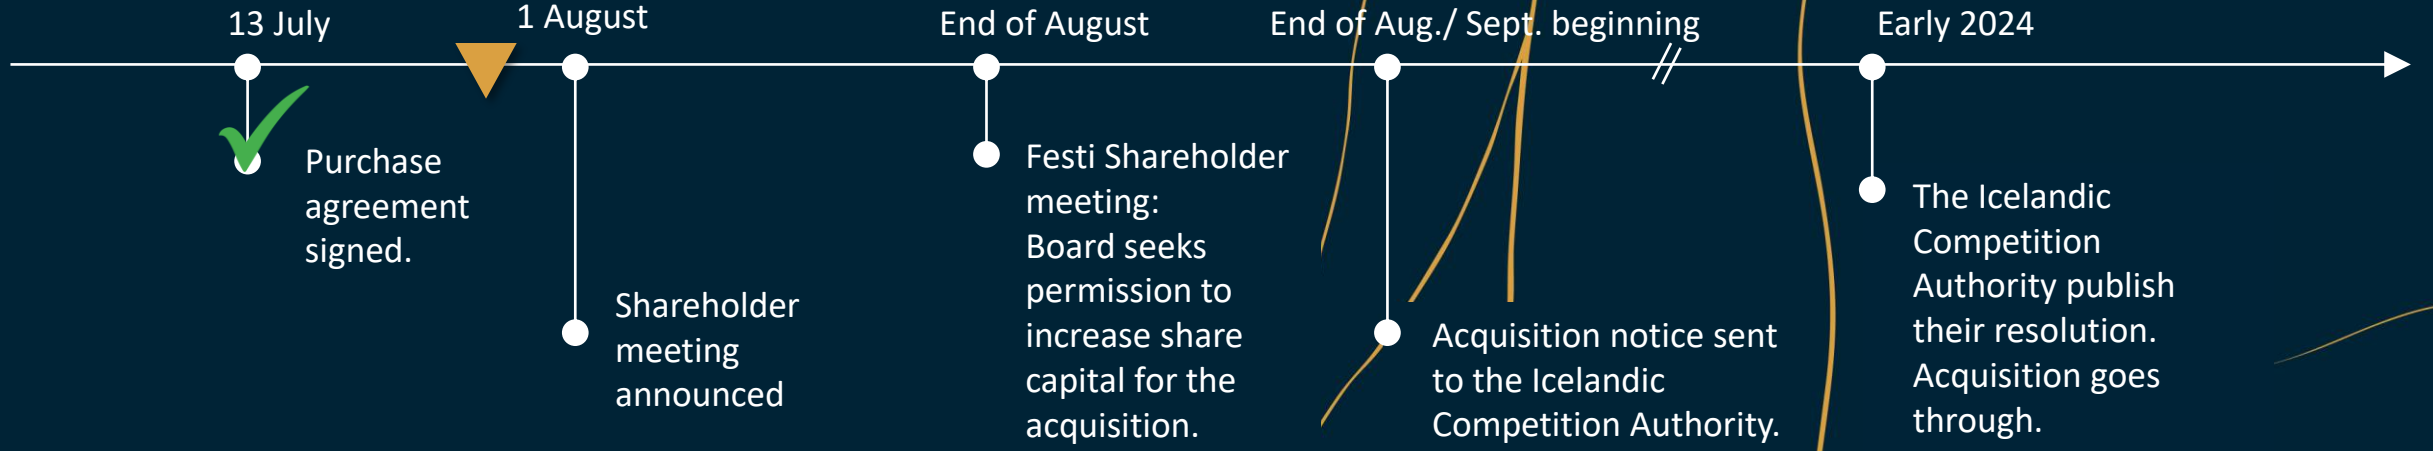 13 July
1 August
End of August
End of Aug./ Sept. beginning
Early 2024
Purchase
agreement
signed.
Shareholder
meeting
announced
Festi Shareholder
meeting:
Board seeks
permission to
increase share
capital for the
acquisition.
Acquisition notice sent
to the Icelandic
Competition Authority.
The Icelandic
Competition
Authority publish
their resolution.
Acquisition goes
through.